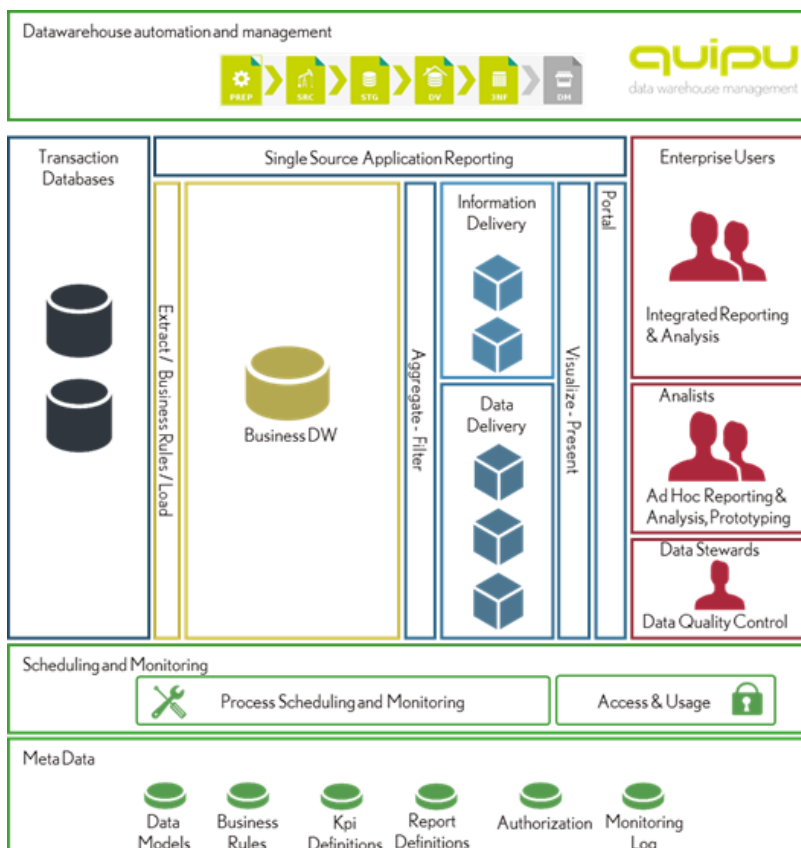 Datawarehouse automation and management
PREP
SRC
STG
DV
3NF
DM
quipu
data warehouse management
Transaction
Databases
Single Source Application Reporting
Enterprise Users
Extract / Business Rules / Load
Business DW
Aggregate - Filter
Information
Delivery
Data
Delivery
Visualize - Present
Portal
Integrated Reporting
& Analysis
Analists
Ad Hoc Reporting &
Analysis, Prototyping
Data Stewards
Data Quality Control
Scheduling and Monitoring
Process Scheduling and Monitoring
Access & Usage
Meta Data
Data
Models
Business
Rules
Kpi
Definitions
Report
Definitions
Authorization
Monitoring
Log